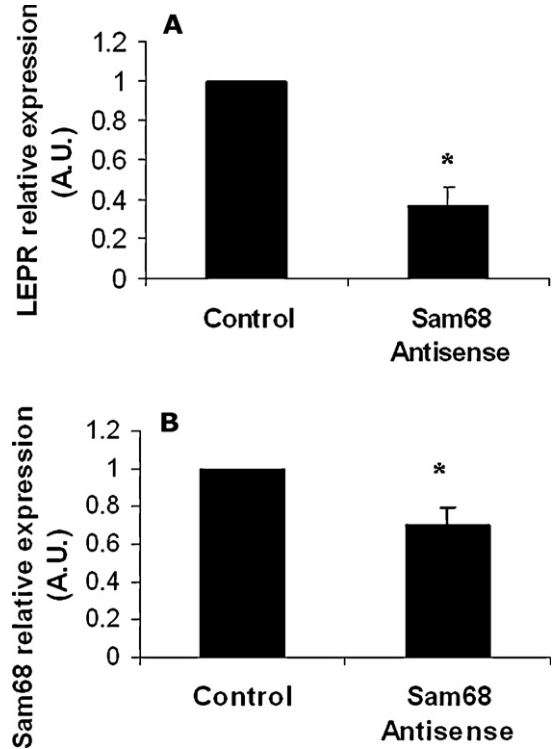 A
LEPR relative expression
(A.U.)
1.2
1
0.8
0.6
0.4
0.2
0
*
Control
Sam68
Antisense
B
Sam68 relative expression
(A.U.)
1.2
1
0.8
0.6
0.4
0.2
0
*
Control
Sam68
Antisense